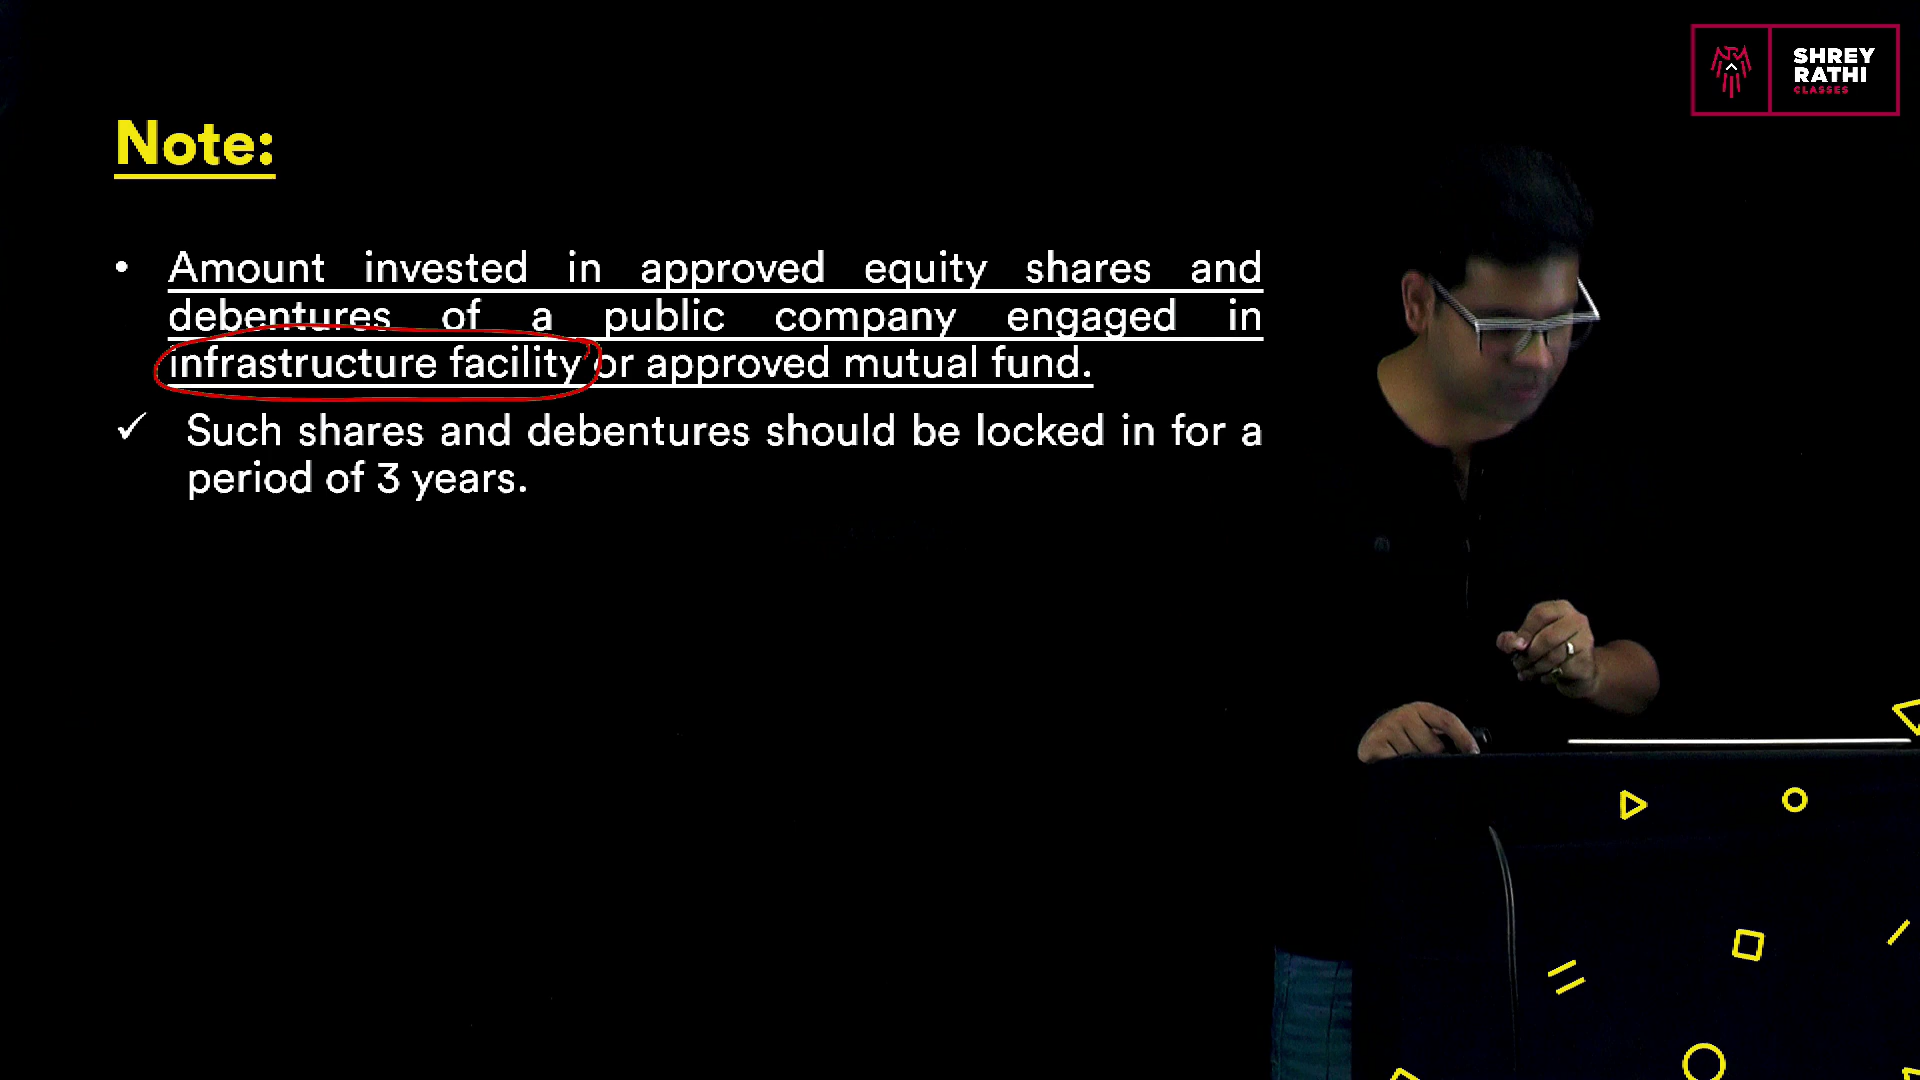 SHREY
RATHI
CLASSES
Note:
• Amount invested in approved equity shares and
debentures of a public company engaged in
infrastructure facility or approved mutual fund.
✓ Such shares and debentures should be locked in for a
period of 3 years.